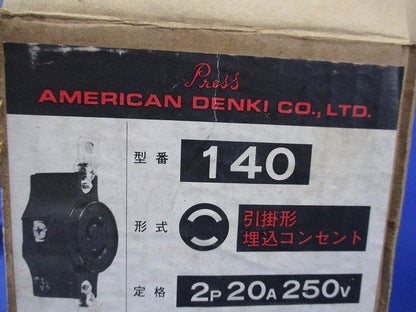 Press
AMERICAN DENKI CO., LTD.
型番 140
形式 引掛形
埋込コンセント
定格 2P 20A 250V